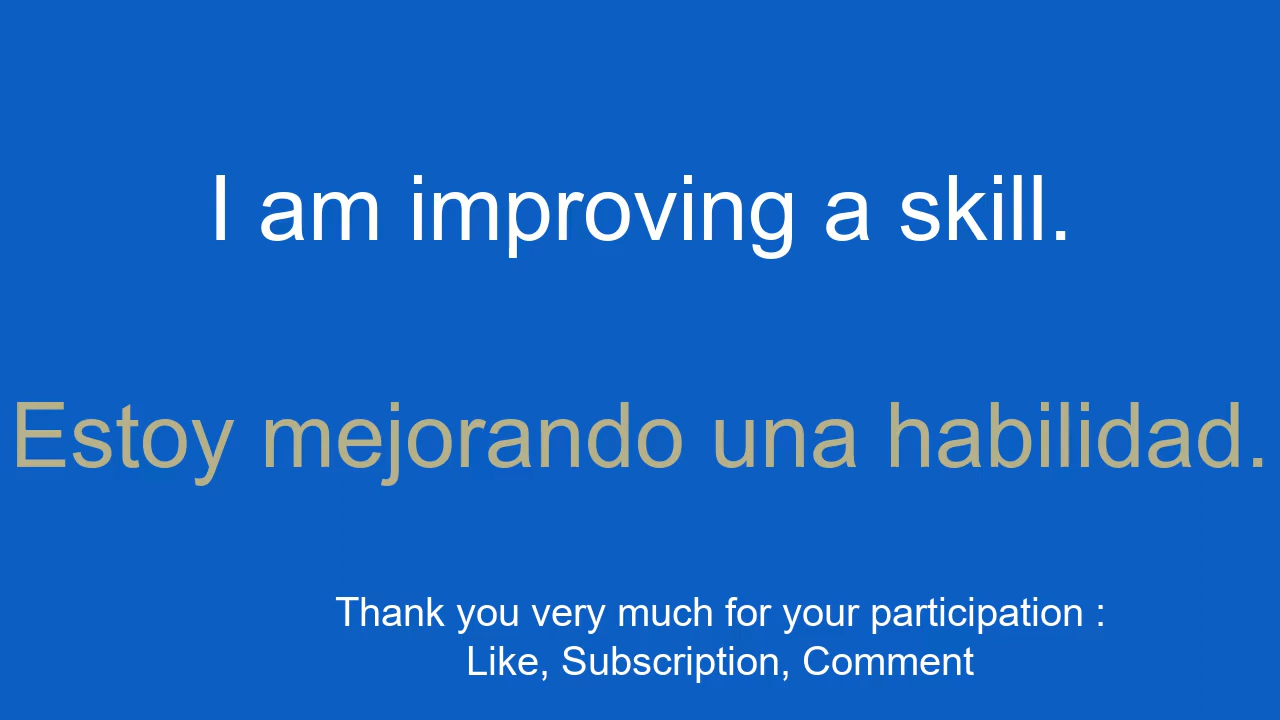 I am improving a skill.
Estoy mejorando una habilidad.
Thank you very much for your participation :
Like, Subscription, Comment